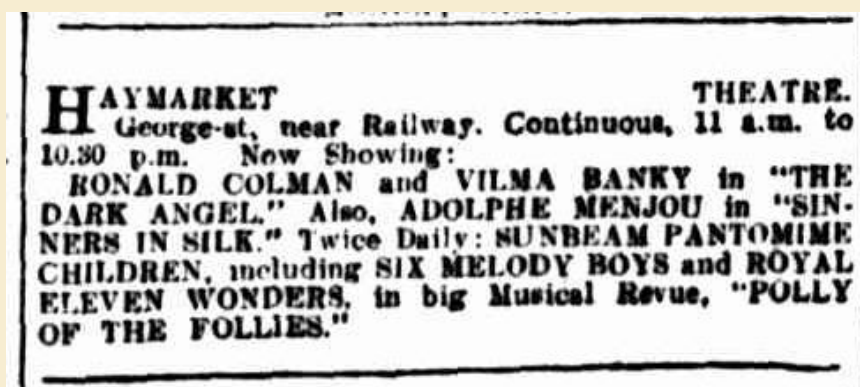 HAYMARKET THEATRE.
George-st, near Railway. Continuous, 11 a.m. to
10.30 p.m. Now Showing:
RONALD COLMAN and VILMA BANKY in "THE
DARK ANGEL." Also, ADOLPHE MENJOU in "SIN-
NERS IN SILK." Twice Daily: SUNBEAM PANTOMIME
CHILDREN, including SIX MELODY BOYS and ROYAL
ELEVEN WONDERS, in big Musical Revue, "POLLY
OF THE FOLLIES."